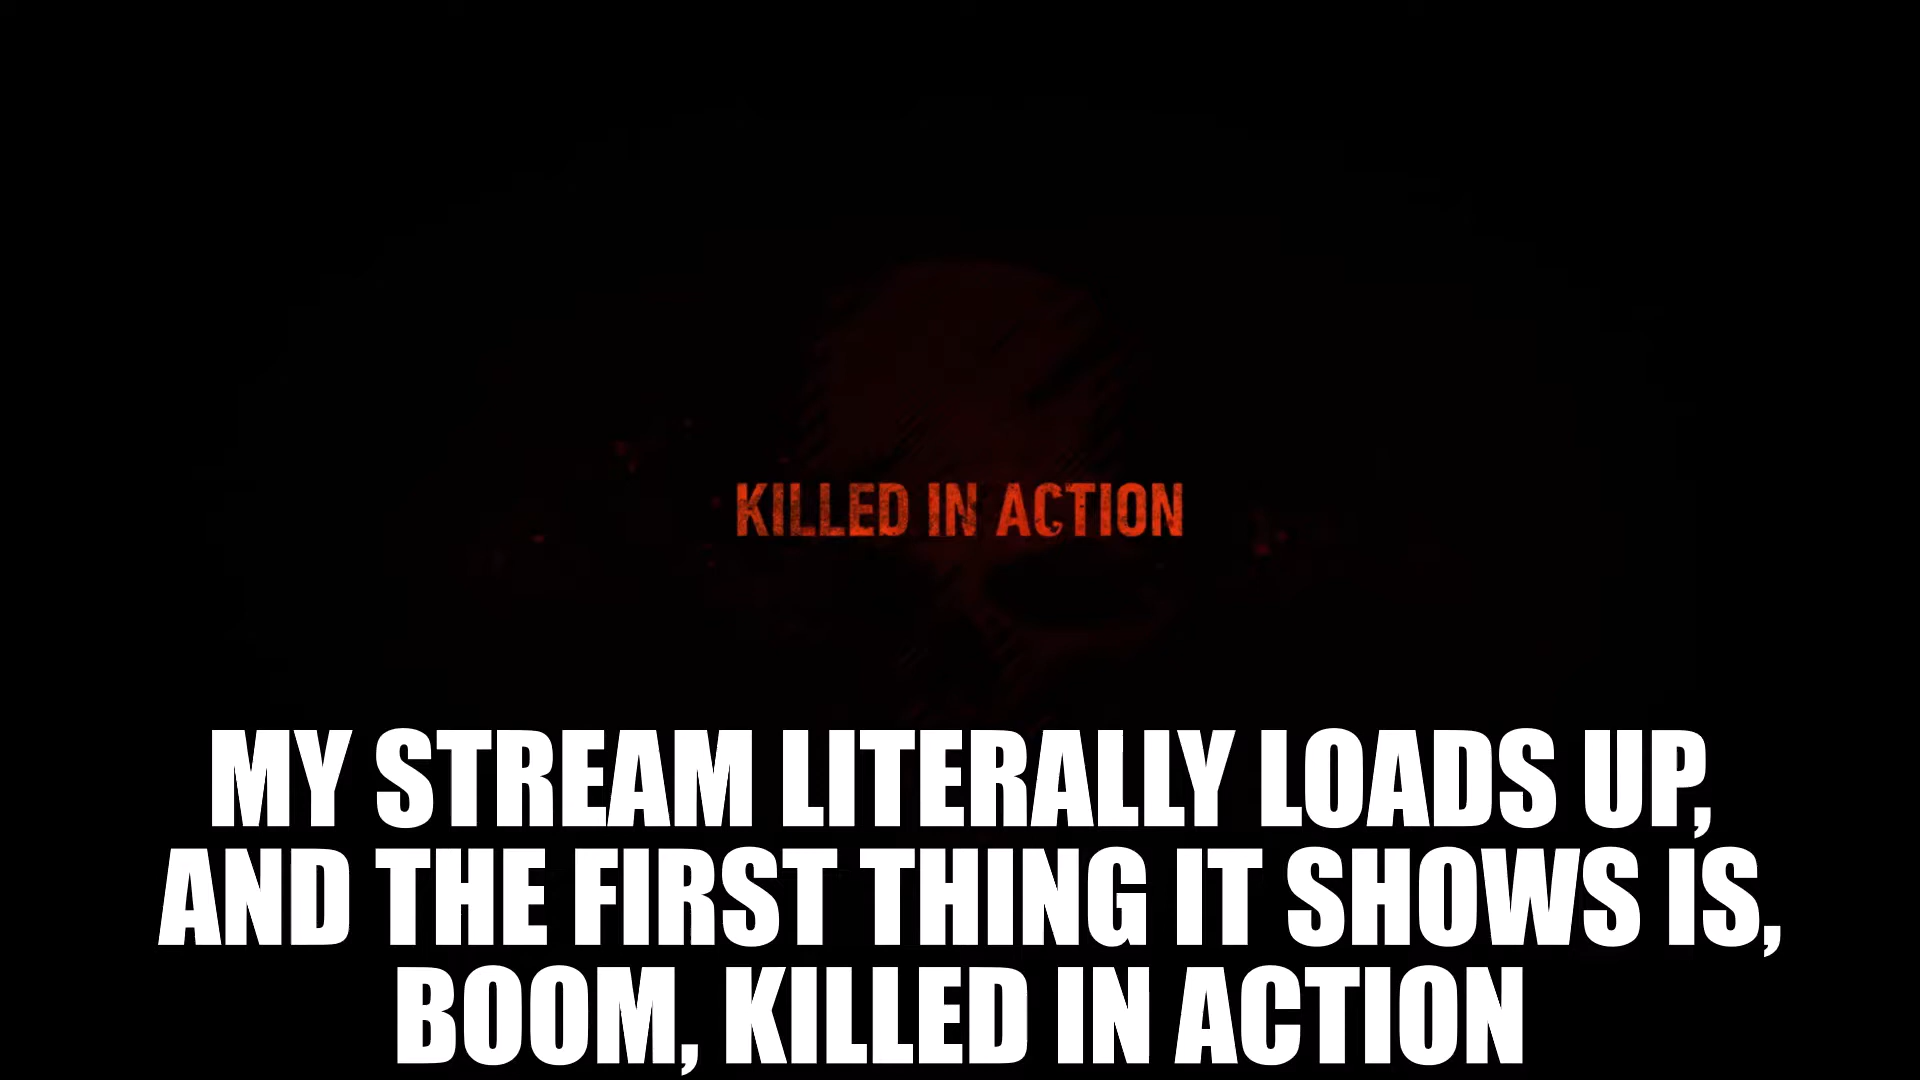 KILLED IN ACTION
MY STREAM LITERALLY LOADS UP,
AND THE FIRST THING IT SHOWS IS,
BOOM, KILLED IN ACTION